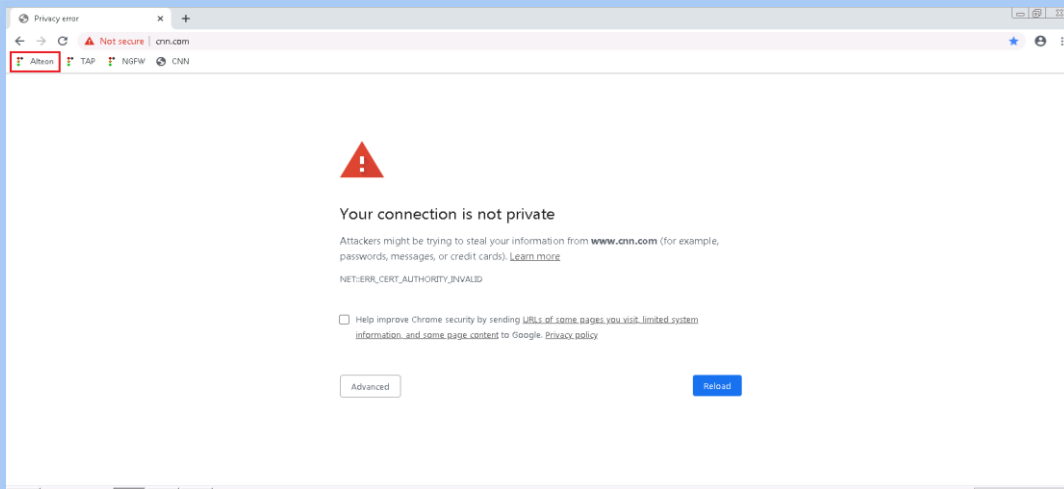 Privacy error
Not secure | cnn.com
Alteon TAP NGFW CNN
Your connection is not private
Attackers might be trying to steal your information from www.cnn.com (for example,
passwords, messages, or credit cards). Learn more
NET::ERR_CERT_AUTHORITY_INVALID
Help improve Chrome security by sending URLs of some pages you visit, limited system
information, and some page content to Google. Privacy policy
Advanced Reload